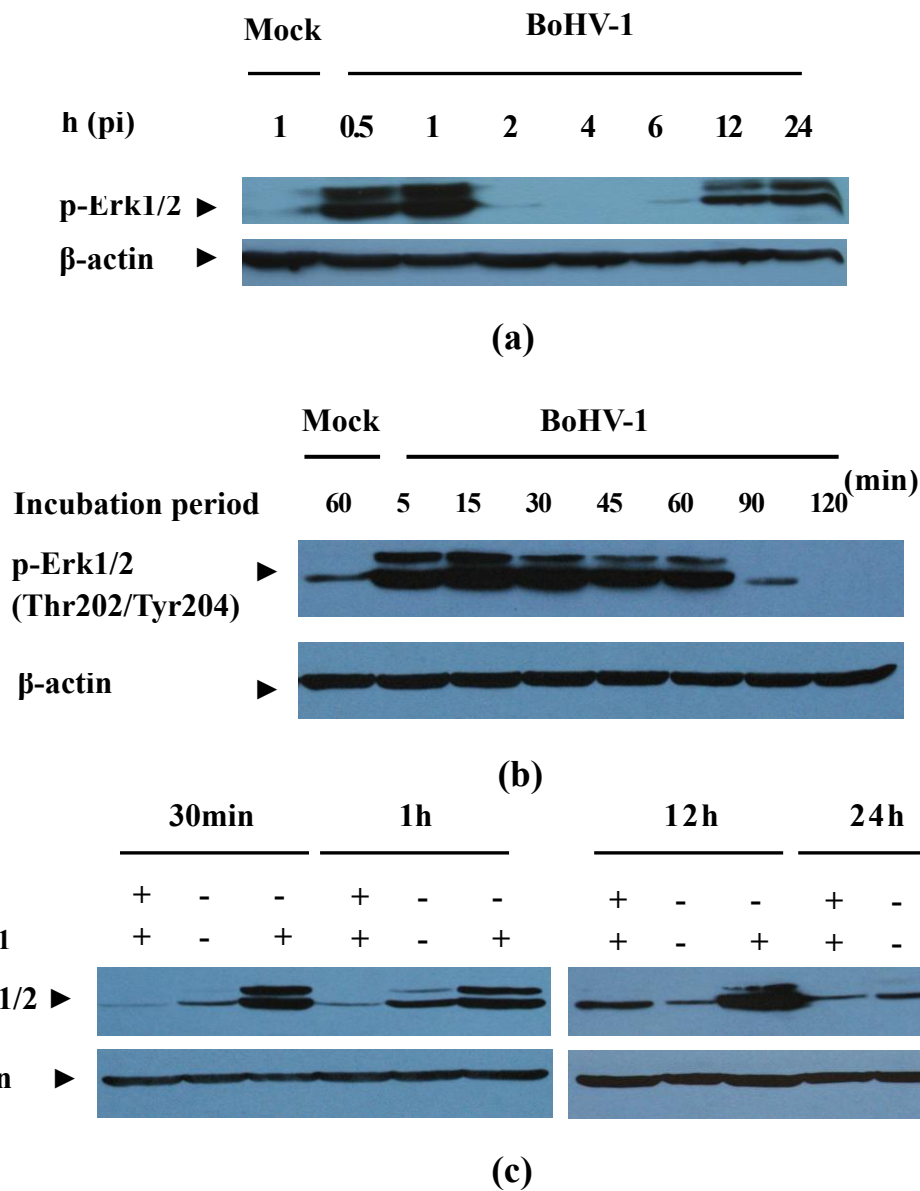 Mock BoHV-1
h (pi) 1 0.5 1 2 4 6 12 24
p-Erk1/2 ►
β-actin ►
(a)
Mock BoHV-1
(min)
Incubation period 60 5 15 30 45 60 90 120
p-Erk1/2 ►
(Thr202/Tyr204)
β-actin ►
(b)
30min 1h 12h 24h
+ - - + - - + - - + -
1 + - + + - + + - + + -
1/2 ►
n ►
(c)